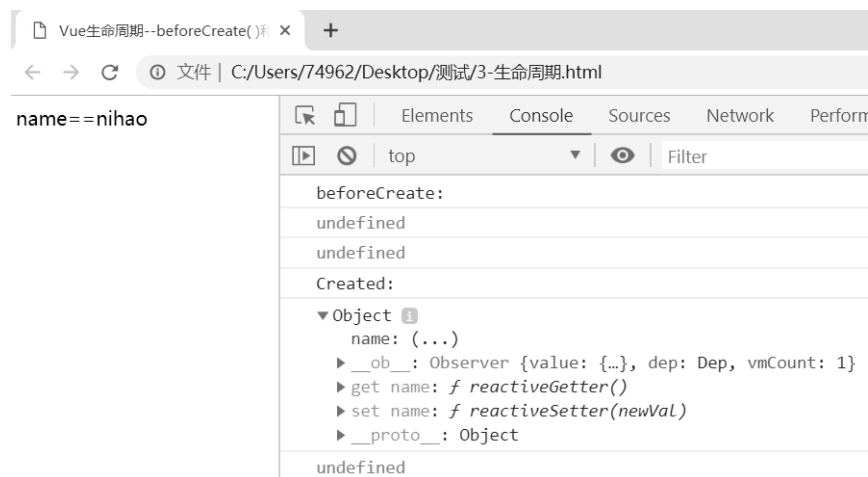 Vue生命周期--beforeCreate( )
文件 | C:/Users/74962/Desktop/测试/3-生命周期.html
name==nihao
Elements Console Sources Network Perform
top Filter
beforeCreate:
undefined
undefined
Created:
Object
name: (...)
__ob__: Observer {value: {…}, dep: Dep, vmCount: 1}
get name: ƒ reactiveGetter()
set name: ƒ reactiveSetter(newVal)
__proto__: Object
undefined